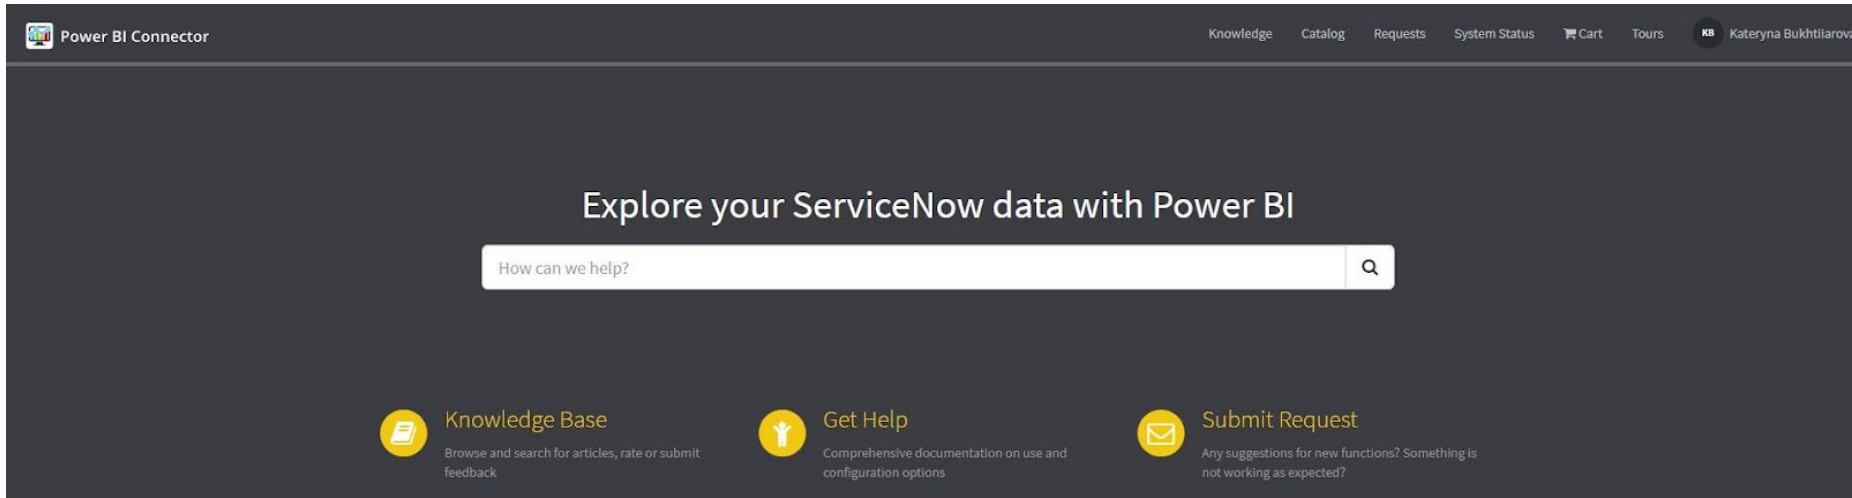 Power BI Connector
Knowledge Catalog Requests System Status Cart Tours KB Kateryna Bukhtiiarova
Explore your ServiceNow data with Power BI
How can we help?
Knowledge Base
Browse and search for articles, rate or submit
feedback
Get Help
Comprehensive documentation on use and
configuration options
Submit Request
Any suggestions for new functions? Something is
not working as expected?